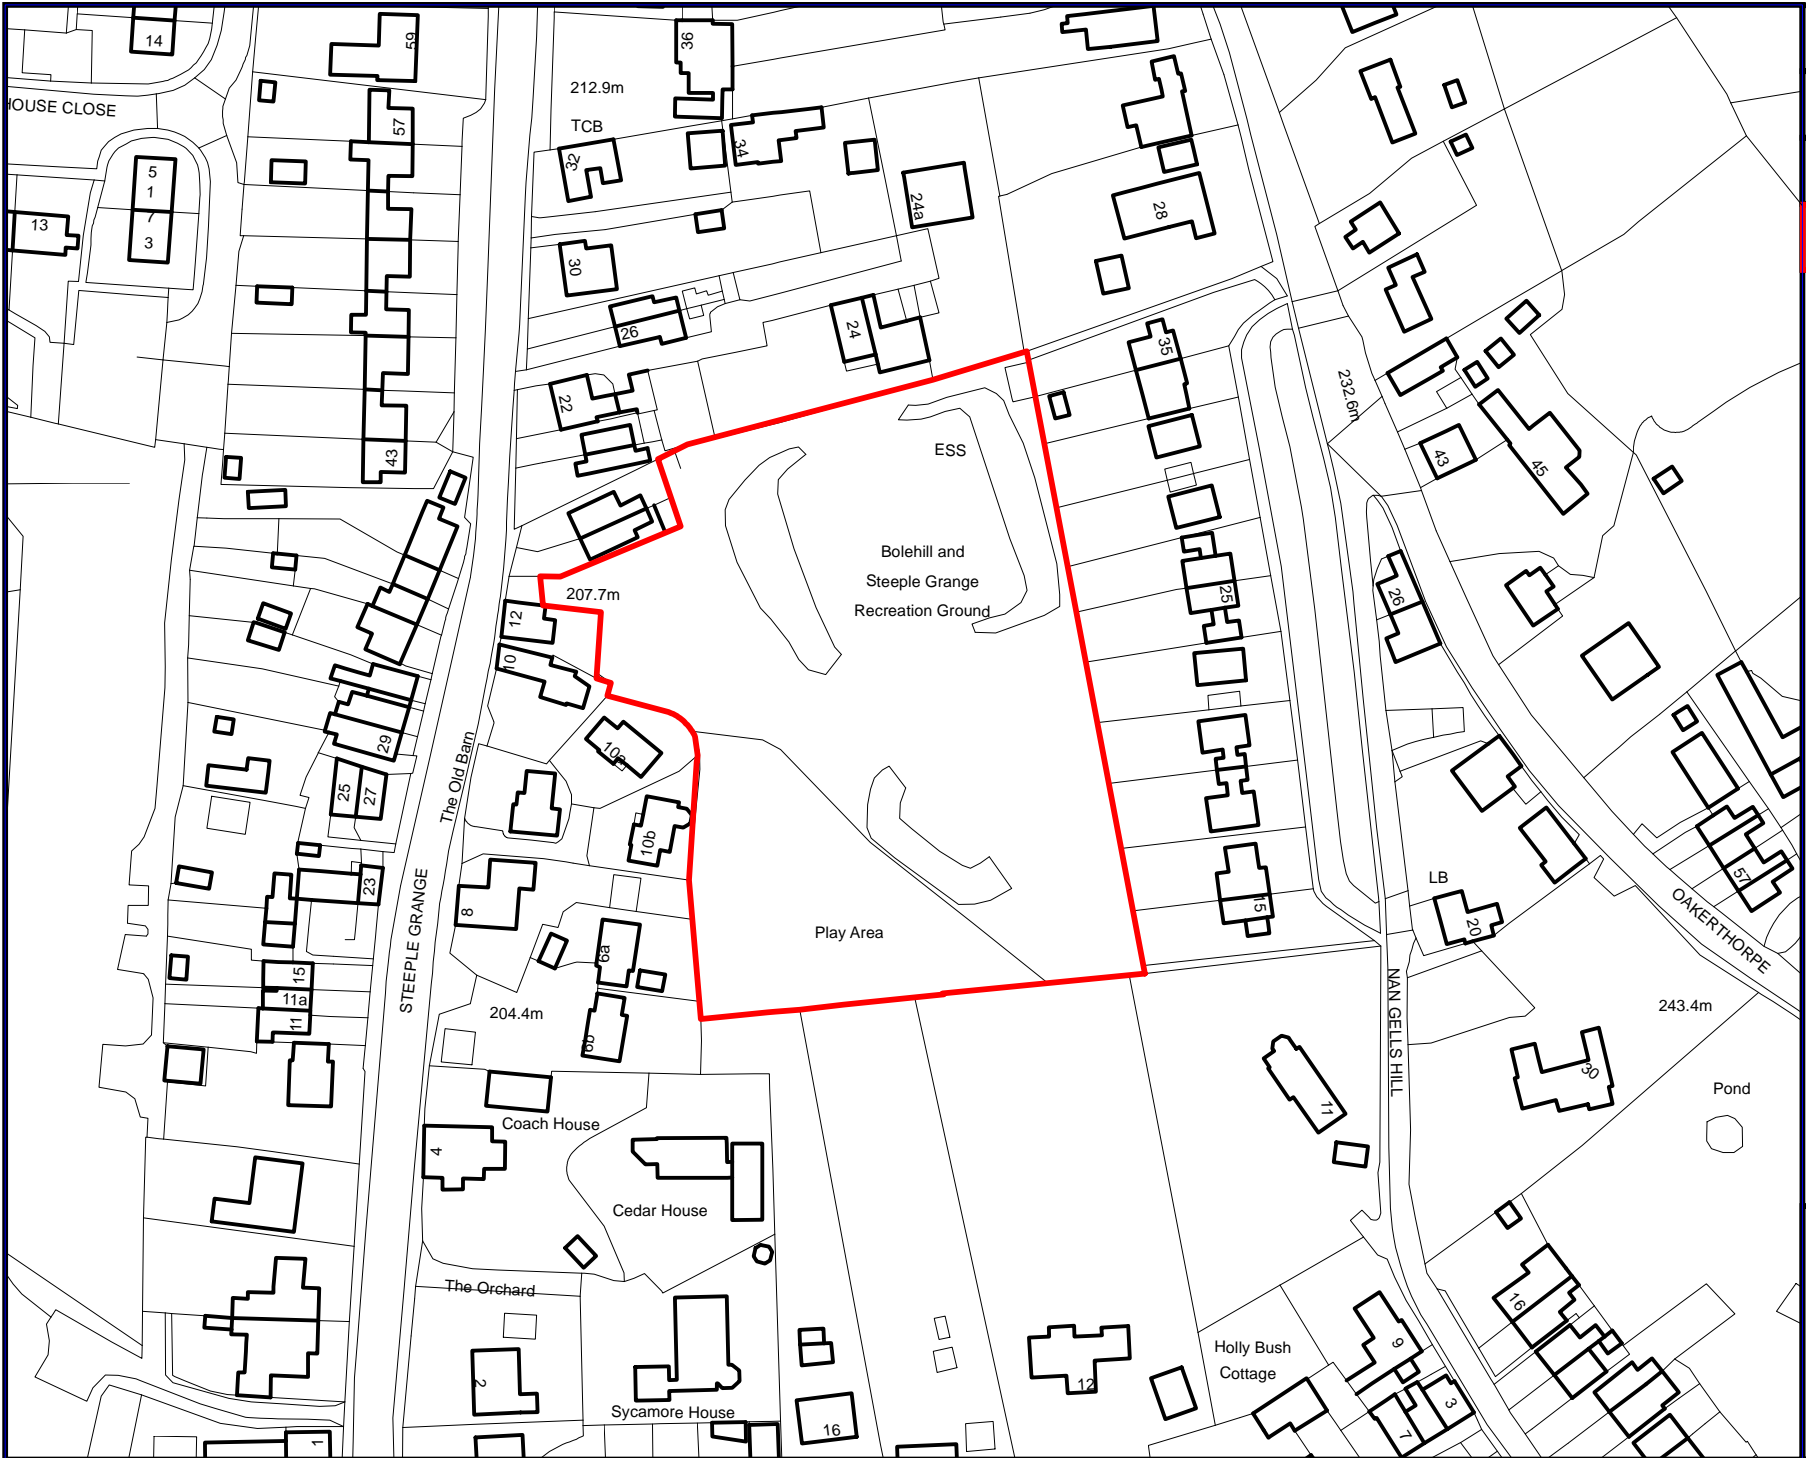 14
59
36
212.9m
HOUSE CLOSE
57
TCB
32
34
5
1
7
3
13
24a
28
30
26
24
35
232.6m
22
43
ESS
43
45
Bolehill and
Steeple Grange
Recreation Ground
207.7m
12
25
26
10
29
10a
The Old Barn
25
27
10b
57
23
LB
8
15
20
OAKERTHORPE
Play Area
STEEPLE GRANGE
6a
15
11a
11
204.4m
6b
NAN GELLS HILL
243.4m
30
Pond
11
Coach House
4
Cedar House
The Orchard
16
Holly Bush
Cottage
9
2
12
3
Sycamore House
16
7
1